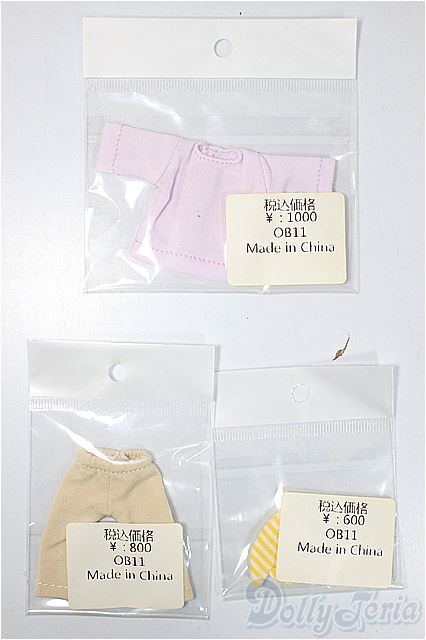 税込価格
¥ : 1000
OB11
Made in China
税込価格
¥ : 800
OB11
Made in China
税込価格
¥ : 600
OB11
Made in China
DollyTeria